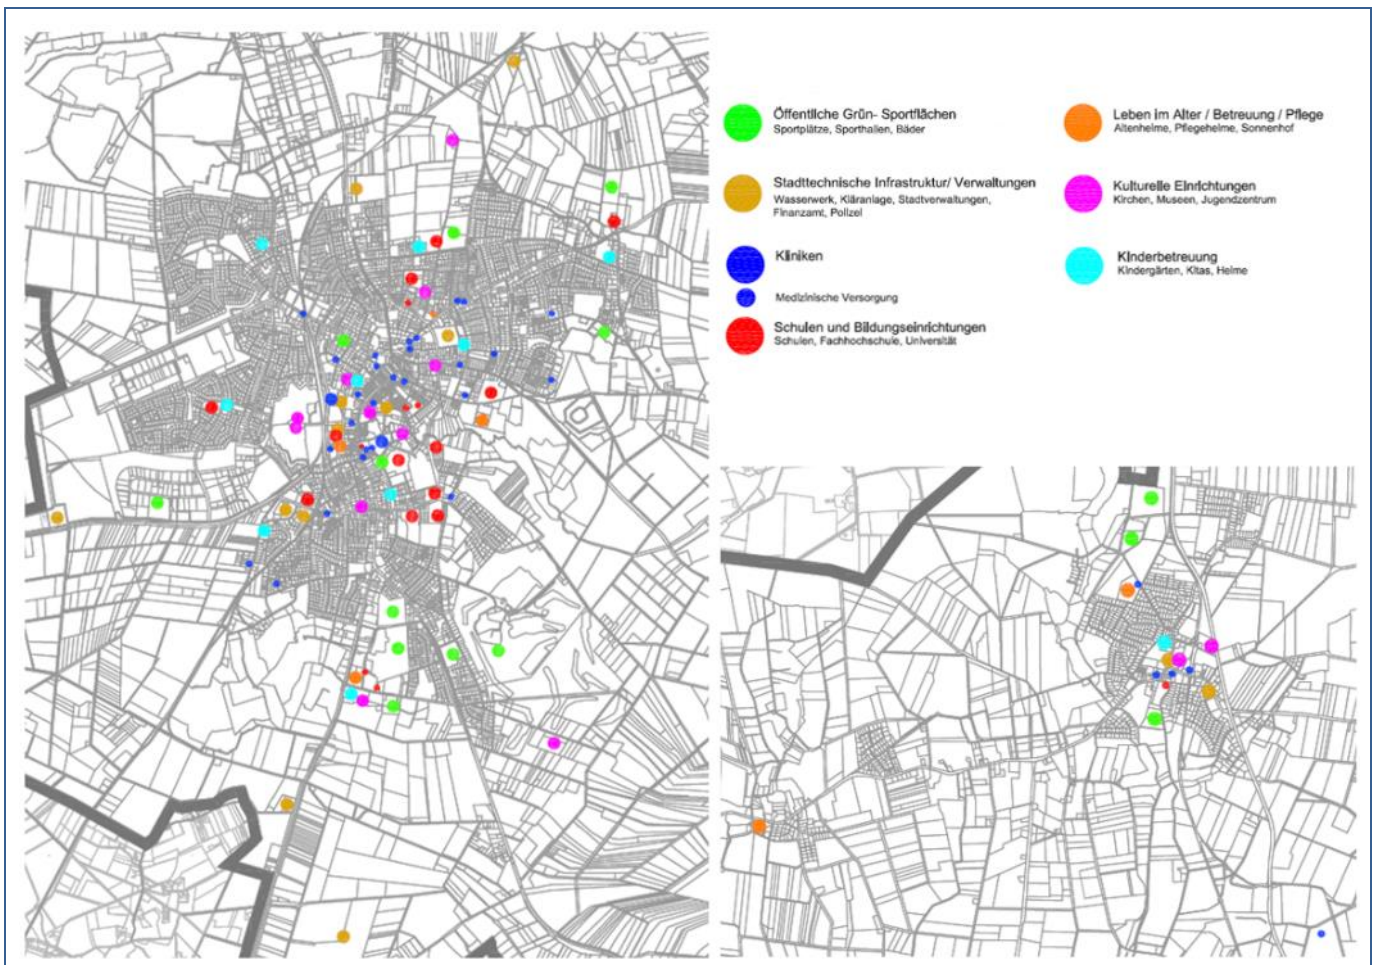 Öffentliche Grün- Sportflächen
Sportplätze, Sporthallen, Bäder
Stadttechnische Infrastruktur/ Verwaltungen
Wasserwerk, Kläranlage, Stadtverwaltungen,
Finanzamt, Polizei
Kliniken
Medizinische Versorgung
Schulen und Bildungseinrichtungen
Schulen, Fachhochschule, Universität
Leben im Alter / Betreuung / Pflege
Altenheime, Pflegeheime, Sonnenhof
Kulturelle Einrichtungen
Kirchen, Museen, Jugendzentrum
Kinderbetreuung
Kindergärten, Kitas, Heime